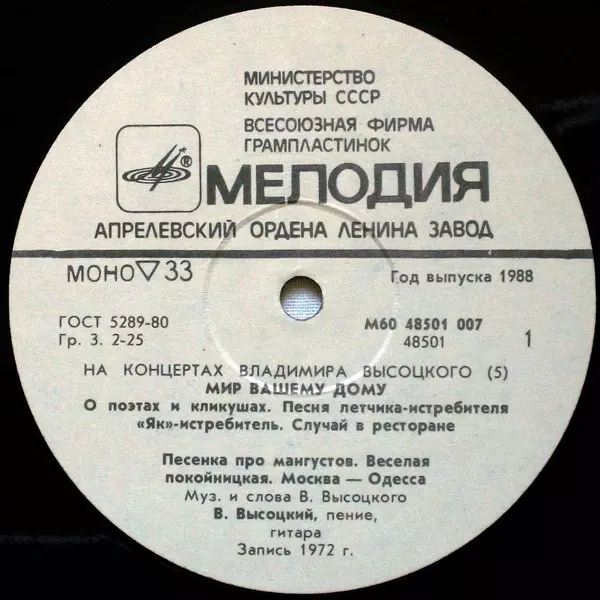 МИНИСТЕРСТВО
КУЛЬТУРЫ СССР
ВСЕСОЮЗНАЯ ФИРМА
ГРАМПЛАСТИНОК
®
МЕЛОДИЯ
АПРЕЛЕВСКИЙ ОРДЕНА ЛЕНИНА ЗАВОД
МОНО ▽ 33
Год выпуска 1988
ГОСТ 5289-80
Гр. 3. 2-25
М60 48501 007
48501
1
НА КОНЦЕРТАХ ВЛАДИМИРА ВЫСОЦКОГО (5)
МИР ВАШЕМУ ДОМУ
О поэтах и кликушах. Песня летчика-истребителя
«Як»-истребитель. Случай в ресторане
Песенка про мангустов. Веселая
покойницкая. Москва — Одесса
Муз. и слова В. Высоцкого
В. Высоцкий, пение,
гитара
Запись 1972 г.